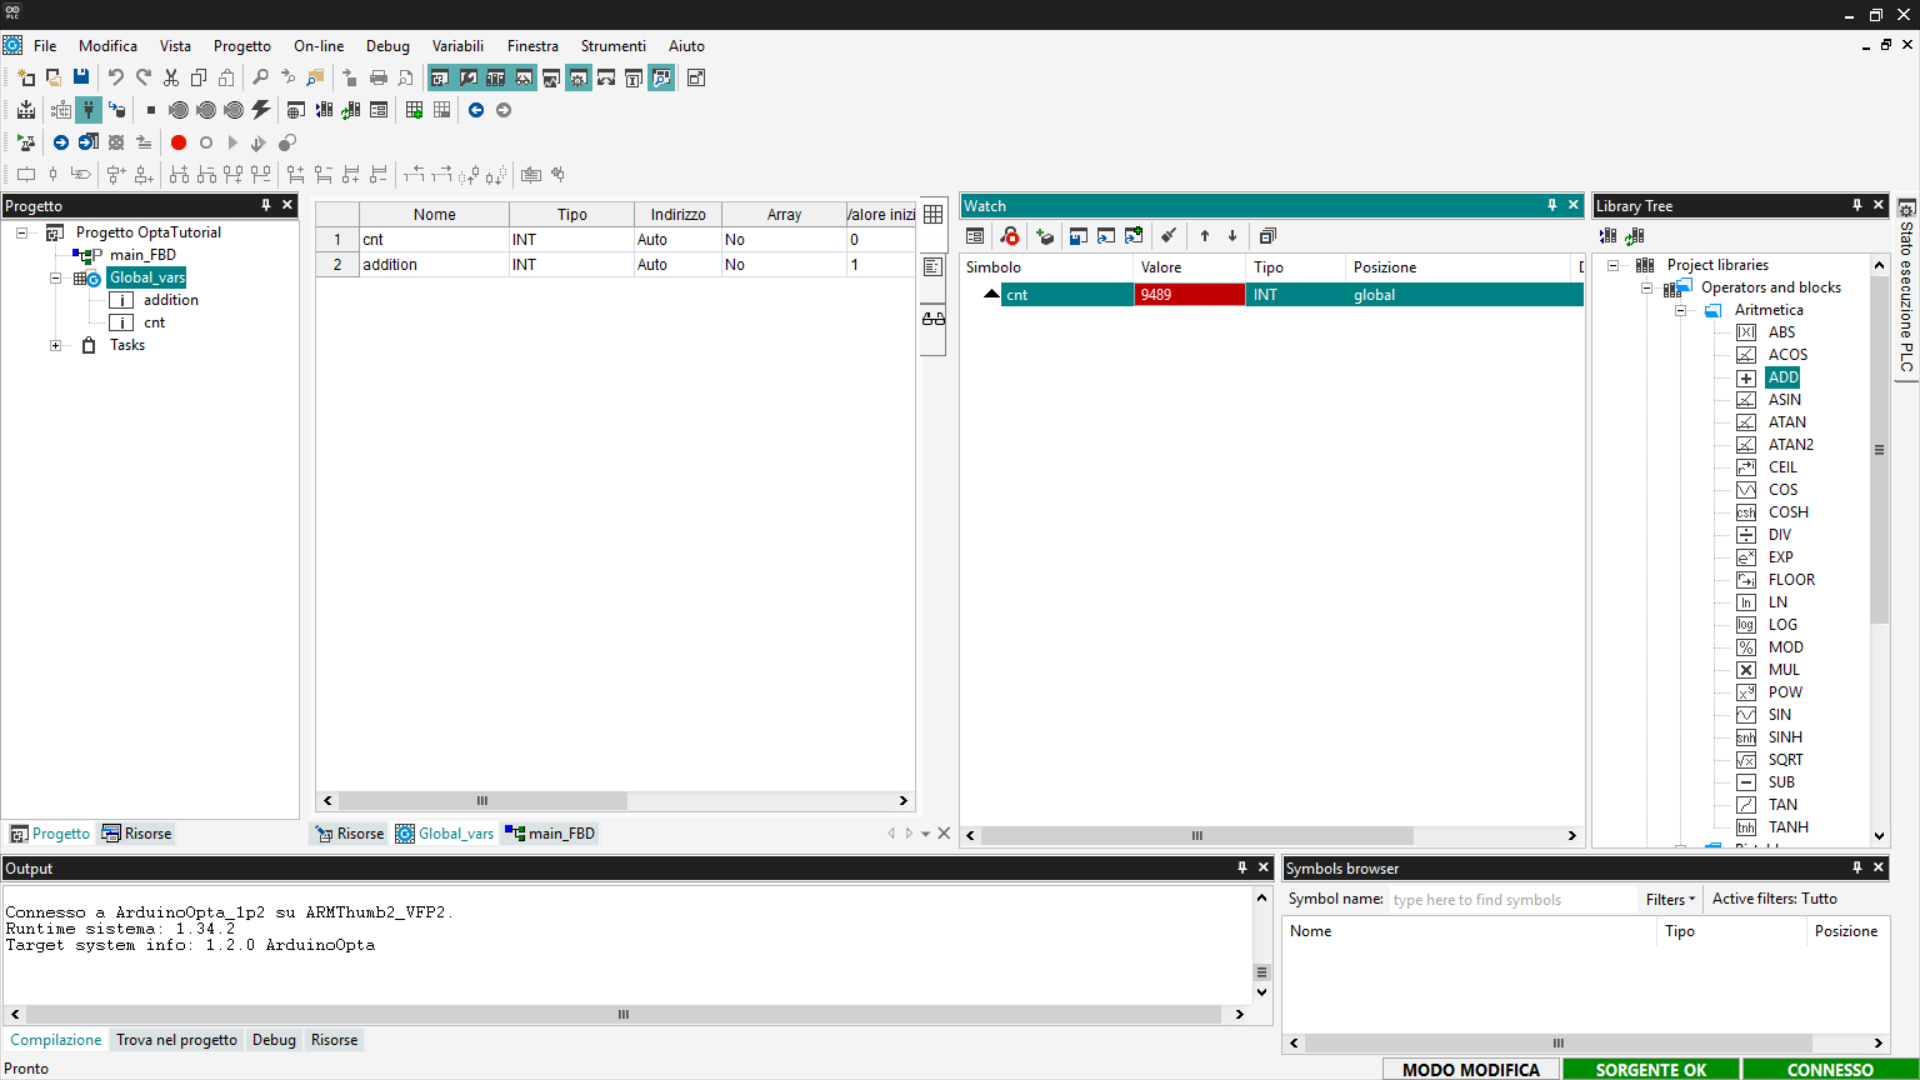 PLC
File Modifica Vista Progetto On-line Debug Variabili Finestra Strumenti Aiuto
Progetto
Progetto OptaTutorial
main_FBD
Global_vars
addition
cnt
Tasks
Progetto Risorse
Nome Tipo Indirizzo Array Valore inizi
1 cnt INT Auto No 0
2 addition INT Auto No 1
Risorse Global_vars main_FBD
Watch
Simbolo Valore Tipo Posizione
cnt 9489 INT global
Library Tree
Project libraries
Operators and blocks
Aritmetica
ABS
ACOS
ADD
ASIN
ATAN
ATAN2
CEIL
COS
COSH
DIV
EXP
FLOOR
LN
LOG
MOD
MUL
POW
SIN
SINH
SQRT
SUB
TAN
TANH
Stato esecuzione PLC
Output
Connesso a ArduinoOpta_1p2 su ARMThumb2_VFP2.
Runtime sistema: 1.34.2
Target system info: 1.2.0 ArduinoOpta
Compilazione Trova nel progetto Debug Risorse
Symbols browser
Symbol name: type here to find symbols Filters Active filters: Tutto
Nome Tipo Posizione
Pronto
MODO MODIFICA SORGENTE OK CONNESSO